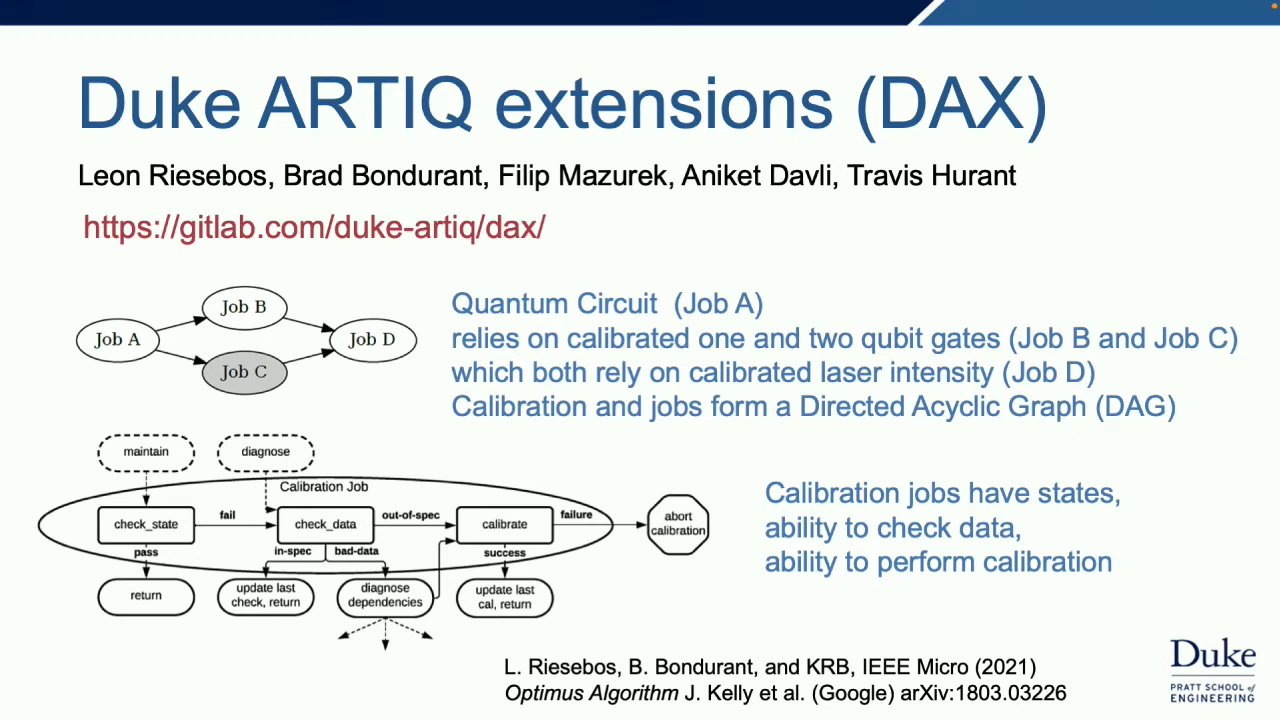 Duke ARTIQ extensions (DAX)
Leon Riesebos, Brad Bondurant, Filip Mazurek, Aniket Davli, Travis Hurant
https://gitlab.com/duke-artiq/dax/
Job A
Job B
Job C
Job D
Quantum Circuit (Job A)
relies on calibrated one and two qubit gates (Job B and Job C)
which both rely on calibrated laser intensity (Job D)
Calibration and jobs form a Directed Acyclic Graph (DAG)
maintain
diagnose
Calibration Job
check_state
fail
check_data
out-of-spec
calibrate
failure
abort
calibration
pass
in-spec
bad-data
success
return
update last
check, return
diagnose
dependencies
update last
cal, return
Calibration jobs have states,
ability to check data,
ability to perform calibration
L. Riesebos, B. Bondurant, and KRB, IEEE Micro (2021)
Optimus Algorithm J. Kelly et al. (Google) arXiv:1803.03226
Duke
PRATT SCHOOL of
ENGINEERING